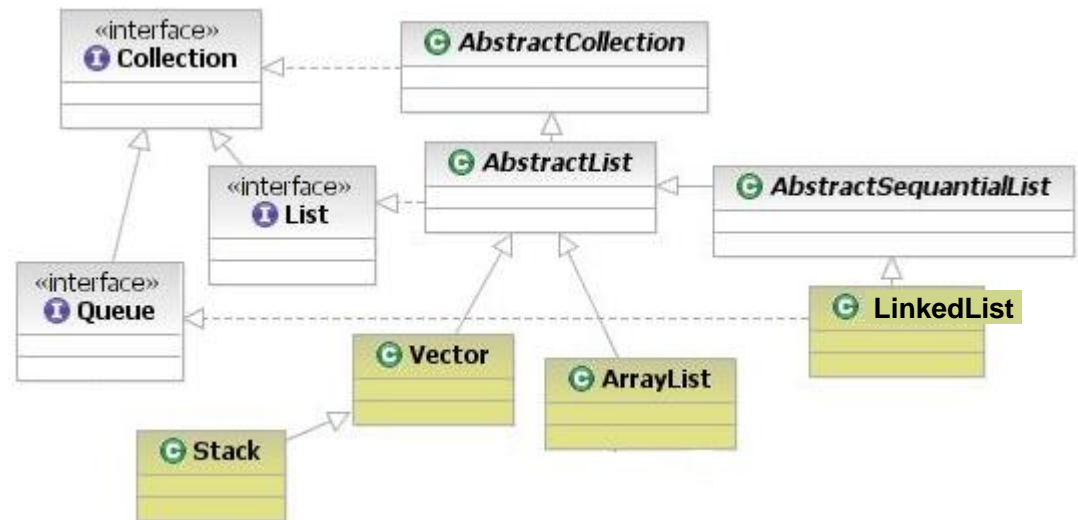 «interface»
I Collection
C AbstractCollection
C AbstractList
«interface»
I List
C AbstractSequantialList
«interface»
I Queue
C LinkedList
C Vector
C ArrayList
C Stack